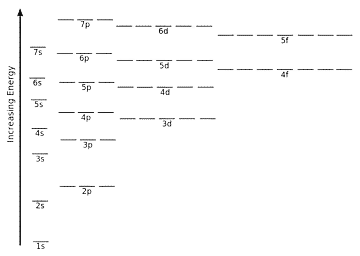 Increasing Energy
7p
6d
5f
7s
6p
5d
4f
6s
5p
4d
5s
4p
3d
4s
3p
3s
2p
2s
1s